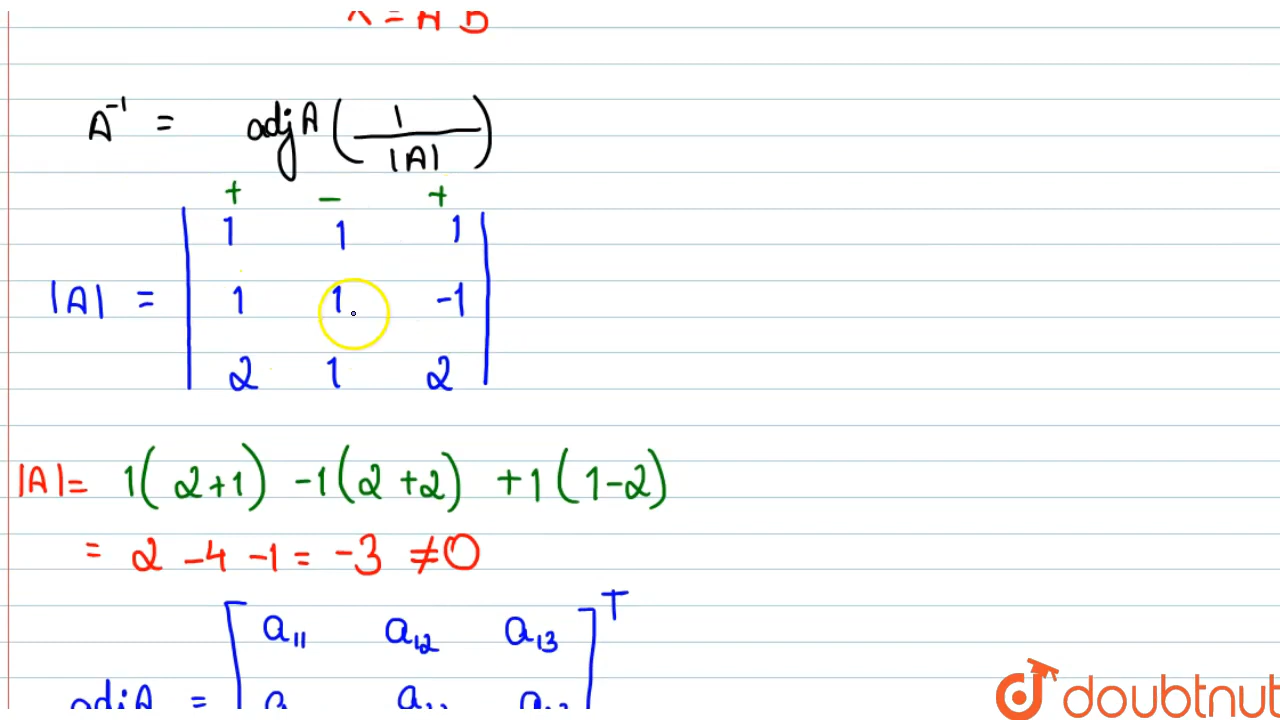 A⁻¹ = adjA (1/|A|)
+ − +
1 1 1
|A| = 1 1 -1
2 1 2
|A| = 1(2+1) -1(2+2) +1(1-2)
= 2 -4 -1 = -3 ≠0
a₁₁ a₁₂ a₁₃ T
adjA =
doubtnut